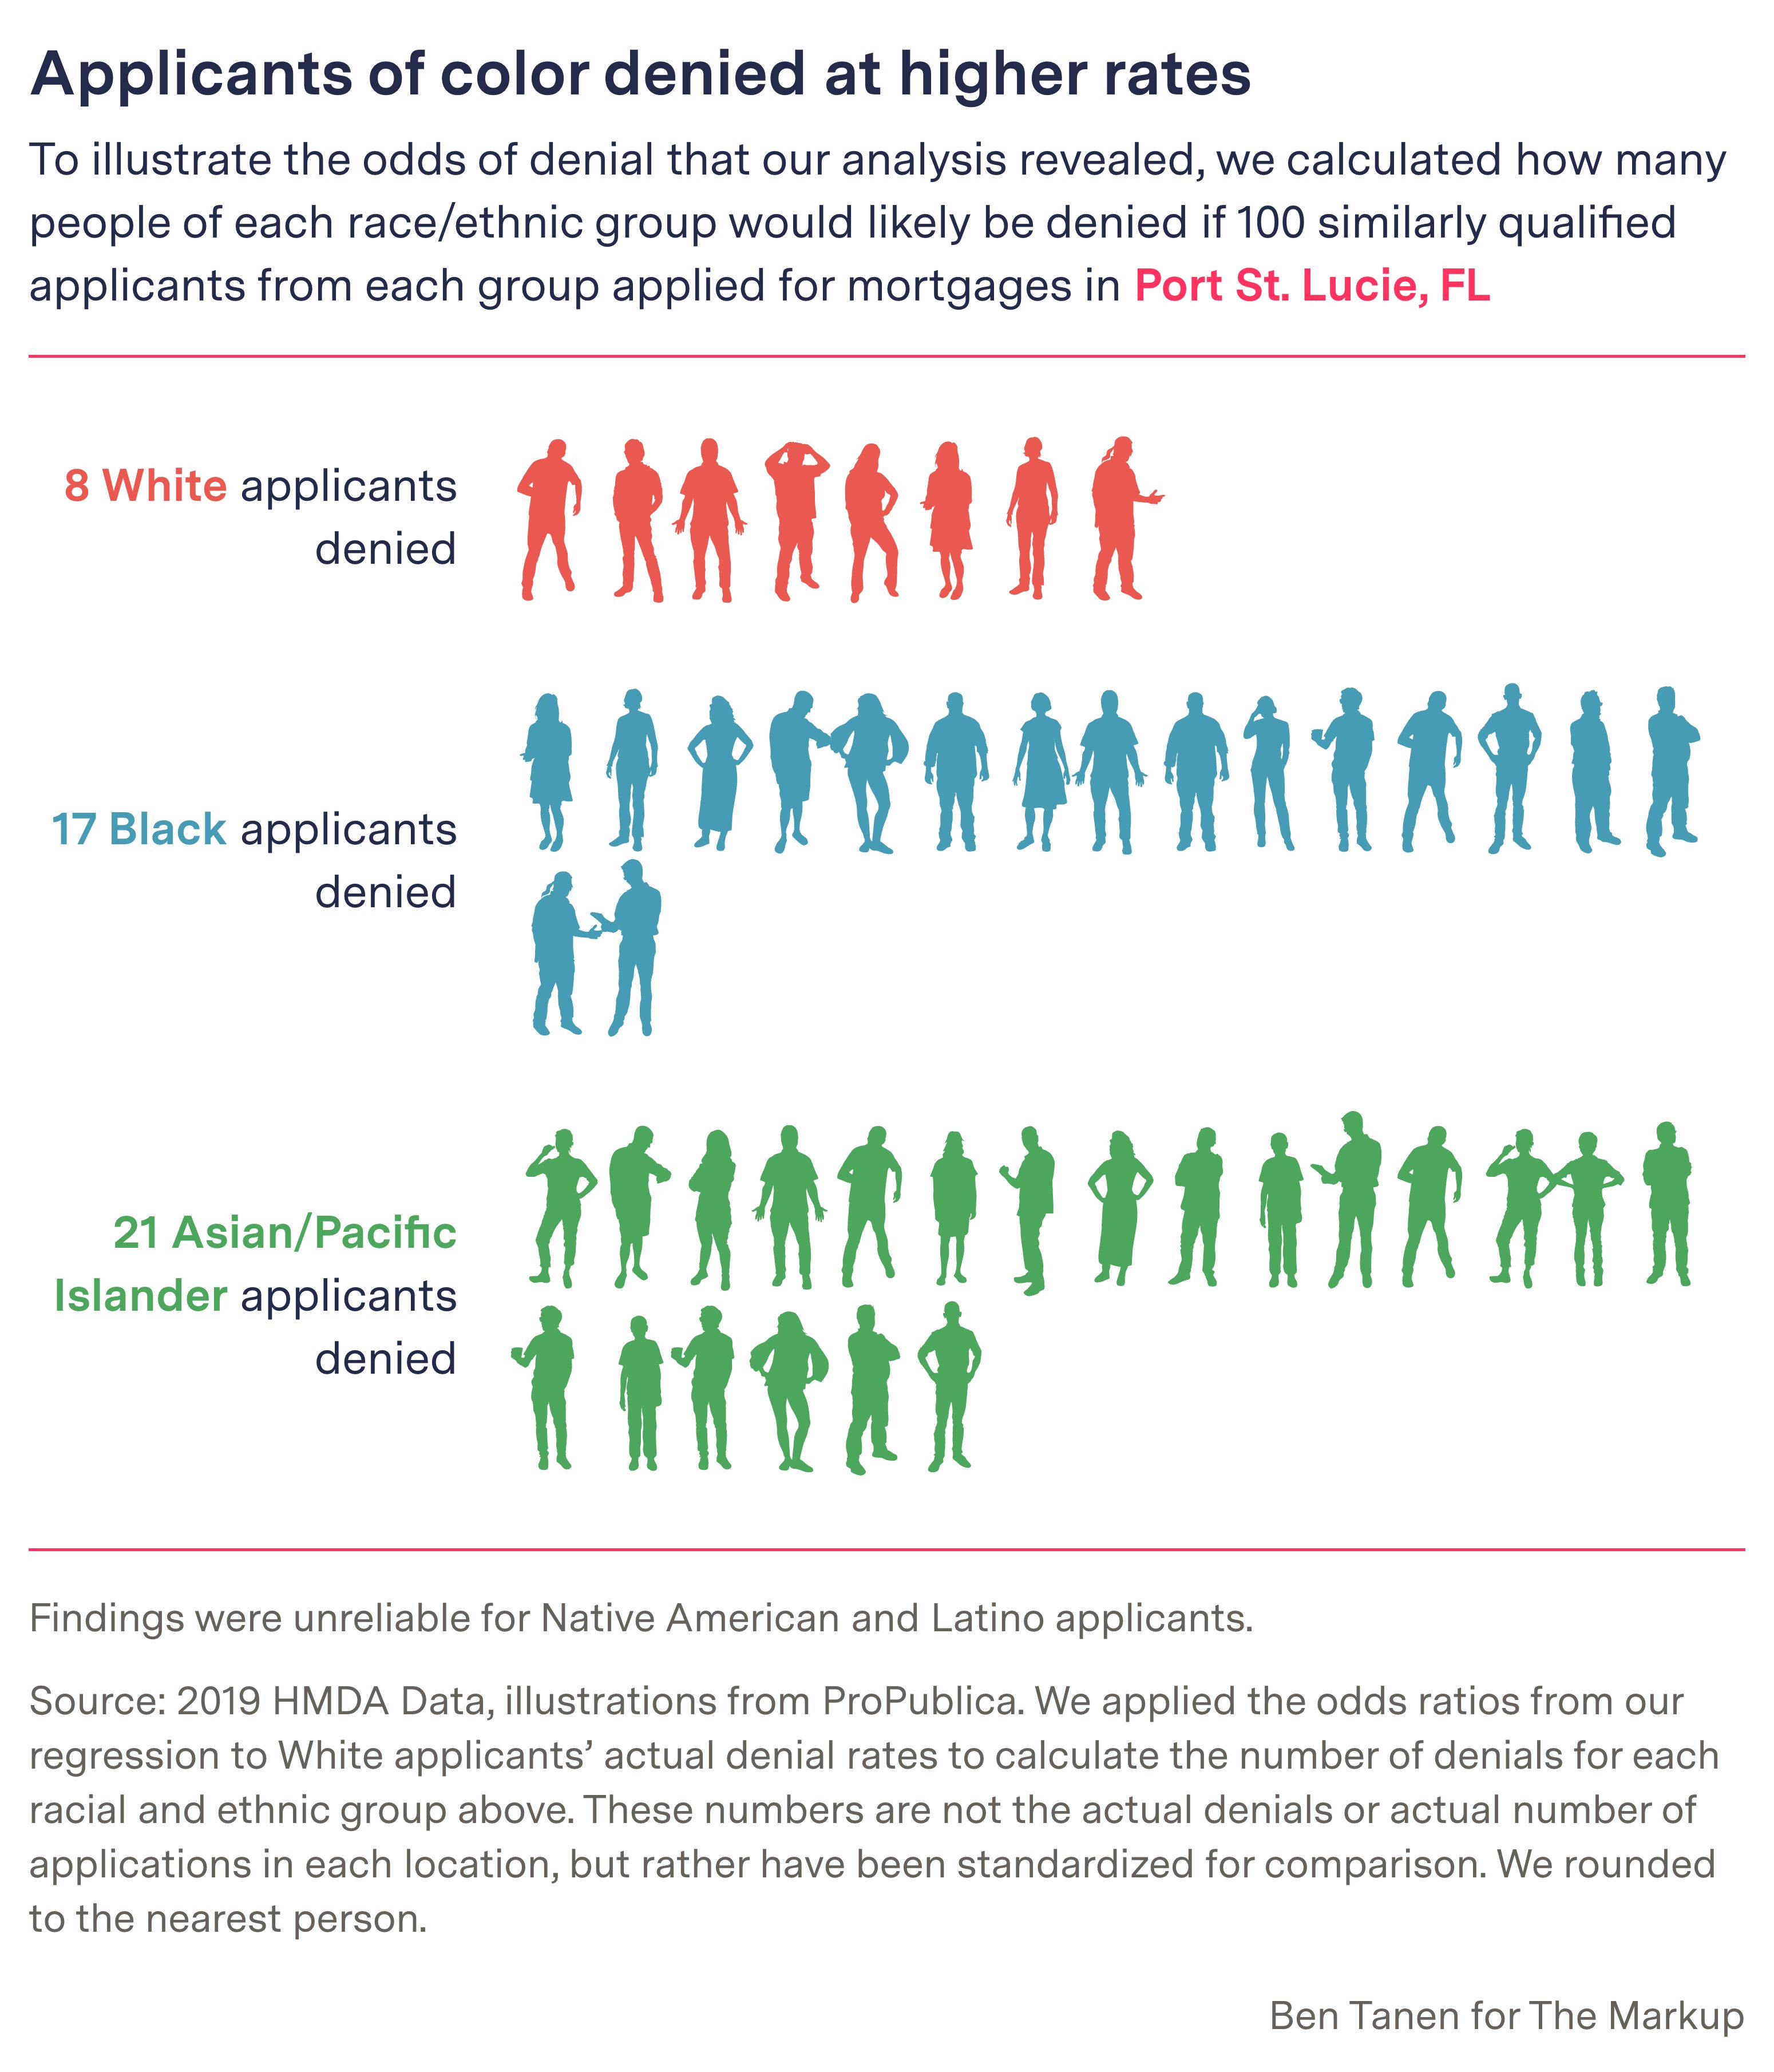 Applicants of color denied at higher rates
To illustrate the odds of denial that our analysis revealed, we calculated how many
people of each race/ethnic group would likely be denied if 100 similarly qualified
applicants from each group applied for mortgages in Port St. Lucie, FL
8 White applicants
denied
17 Black applicants
denied
21 Asian/Pacific
Islander applicants
denied
Findings were unreliable for Native American and Latino applicants.
Source: 2019 HMDA Data, illustrations from ProPublica. We applied the odds ratios from our
regression to White applicants’ actual denial rates to calculate the number of denials for each
racial and ethnic group above. These numbers are not the actual denials or actual number of
applications in each location, but rather have been standardized for comparison. We rounded
to the nearest person.
Ben Tanen for The Markup